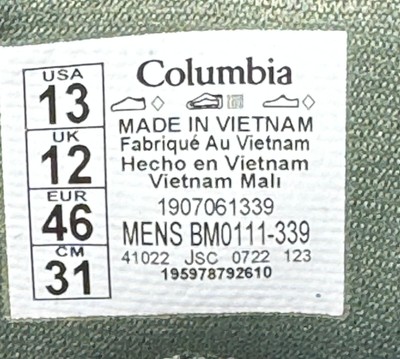 USA
13
UK
12
EUR
46
CM
31
Columbia
MADE IN VIETNAM
Fabriqué Au Vietnam
Hecho en Vietnam
Vietnam Malı
1907061339
MENS BM0111-339
41022 JSC 0722 123
195978792610